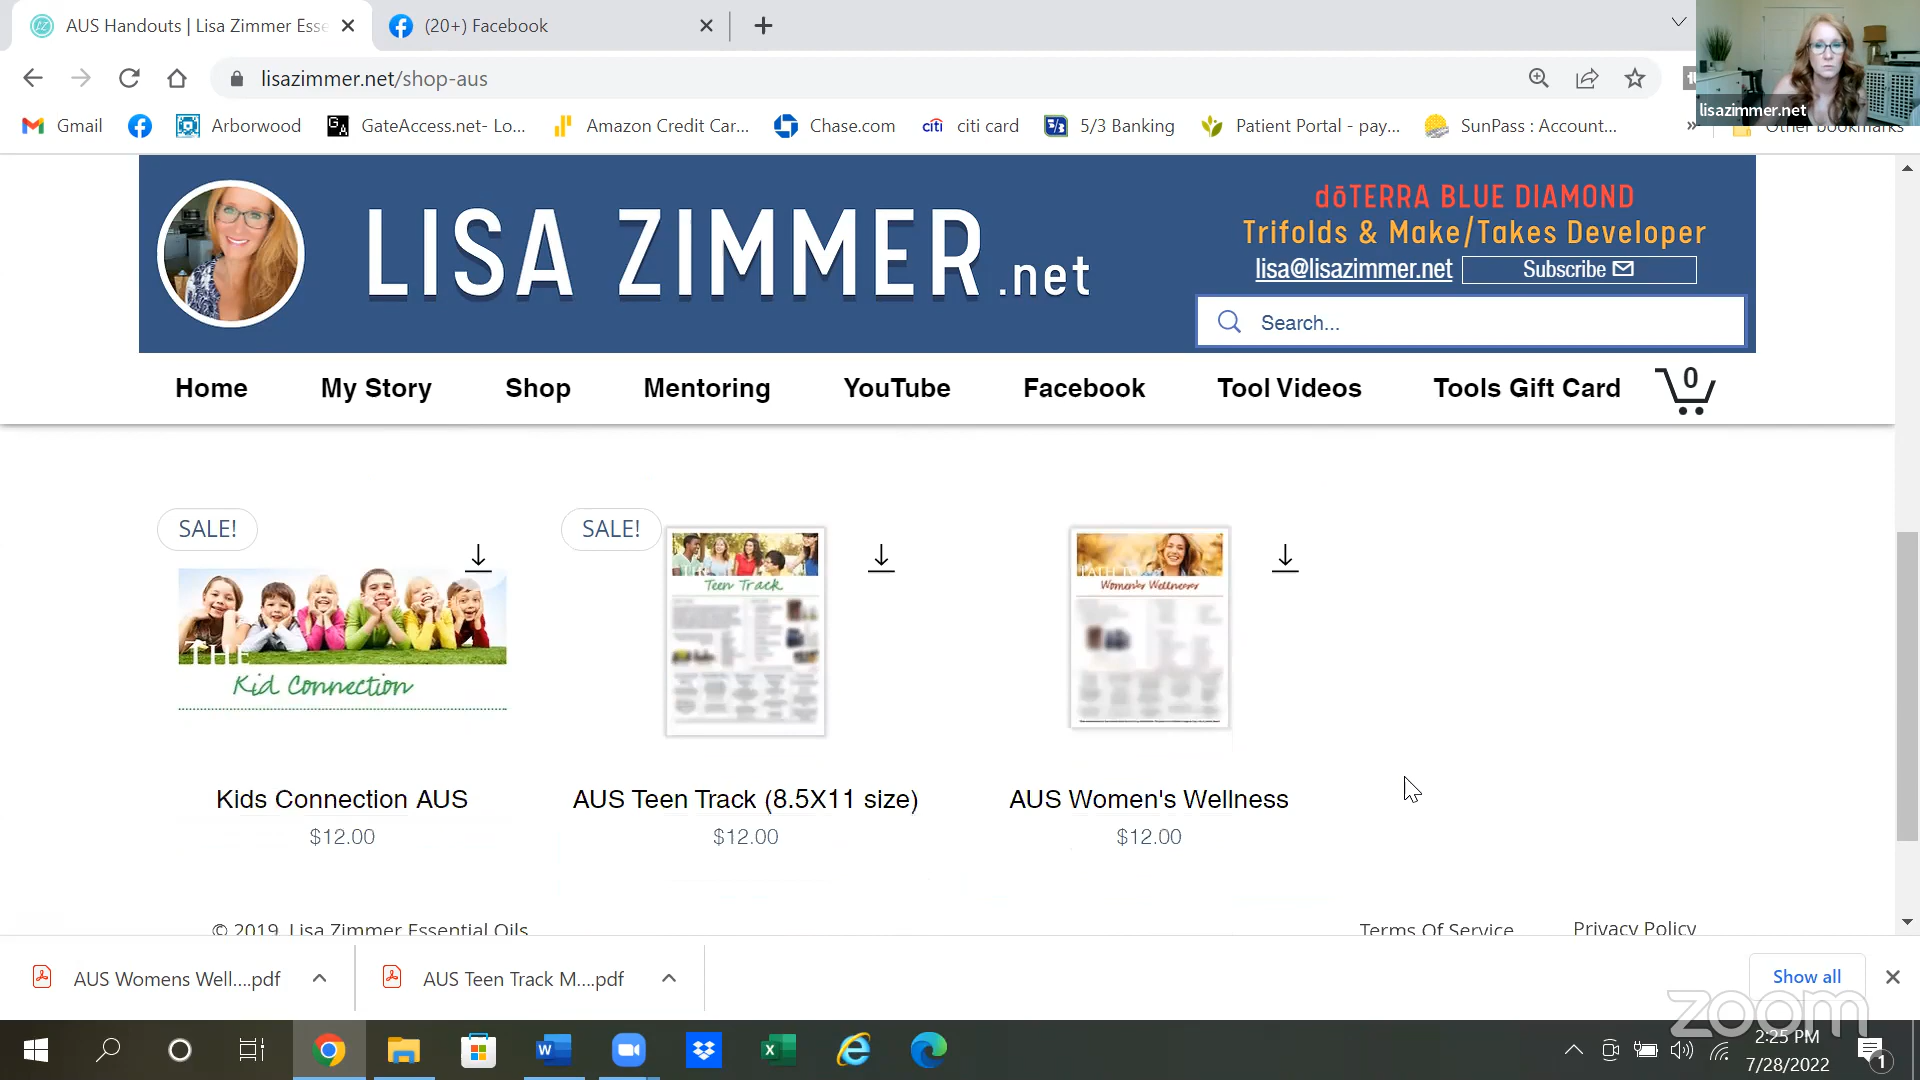 AUS Handouts | Lisa Zimmer Esse
(20+) Facebook
lisazimmer.net/shop-aus
lisazimmer.net
Gmail
Arborwood
GateAccess.net- Lo...
Amazon Credit Car...
Chase.com
citi
citi card
5/3
5/3 Banking
Patient Portal - pay...
SunPass : Account...
»
Other bookmarks
LISA ZIMMER.net
dōTERRA BLUE DIAMOND
Trifolds & Make/Takes Developer
lisa@lisazimmer.net
Subscribe
Search...
Home
My Story
Shop
Mentoring
YouTube
Facebook
Tool Videos
Tools Gift Card
0
SALE!
SALE!
THE
Kid Connection
Teen Track
Women's Wellness
Kids Connection AUS
AUS Teen Track (8.5X11 size)
AUS Women's Wellness
$12.00
$12.00
$12.00
© 2019 Lisa Zimmer Essential Oils
Terms Of Service
Privacy Policy
AUS Womens Well....pdf
AUS Teen Track M....pdf
Show all
zoom
2:25 PM
7/28/2022
1